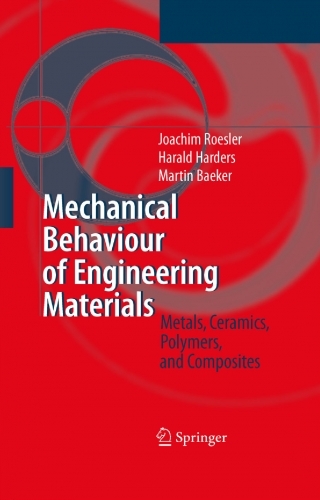 Joachim Roesler
Harald Harders
Martin Baeker
Mechanical
Behaviour
of Engineering
Materials
Metals, Ceramics,
Polymers,
and Composites
Springer